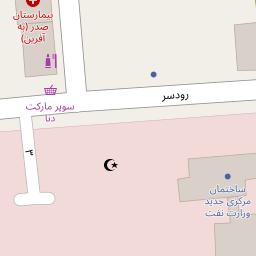 بیمارستان
صدر (به
آفرین)
رودسر
سوپر مارکت
دنا
۳
ساختمان
مرکزی جدید
وزارت نفت